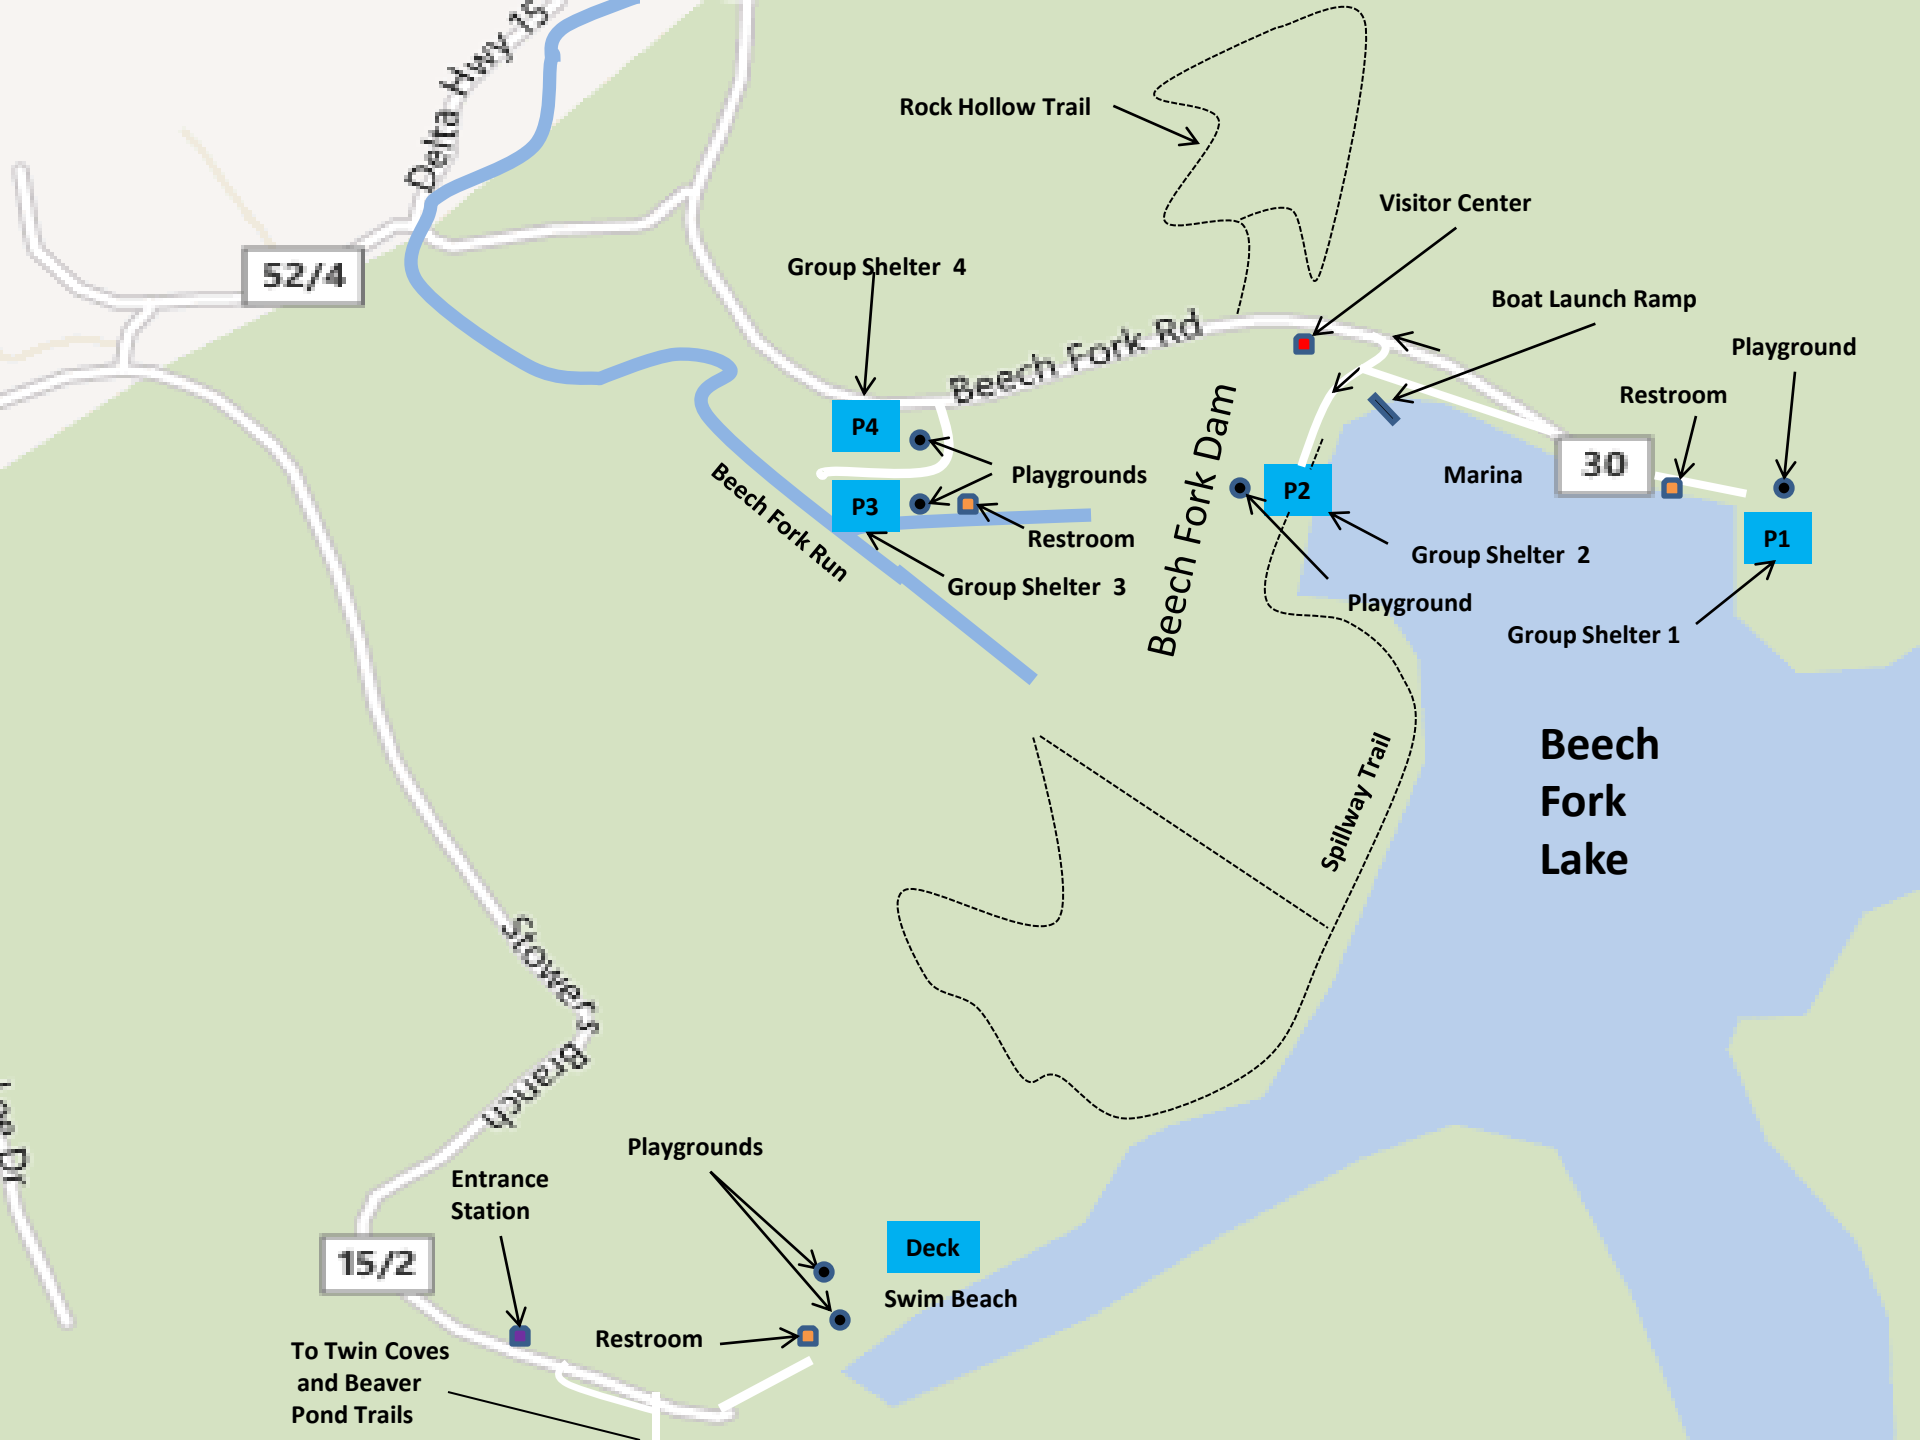 Delta Hwy 15
Rock Hollow Trail
Visitor Center
52/4
Group Shelter 4
Boat Launch Ramp
Beech Fork Rd
Playground
Restroom
P4
Beech Fork Dam
Playgrounds
Marina
30
P2
P3
Beech Fork Run
Restroom
P1
Group Shelter 2
Group Shelter 3
Playground
Group Shelter 1
Beech
Fork
Lake
Spillway Trail
Stowers
Branch
Dr
Playgrounds
Entrance
Station
15/2
Deck
Swim Beach
Restroom
To Twin Coves
and Beaver
Pond Trails